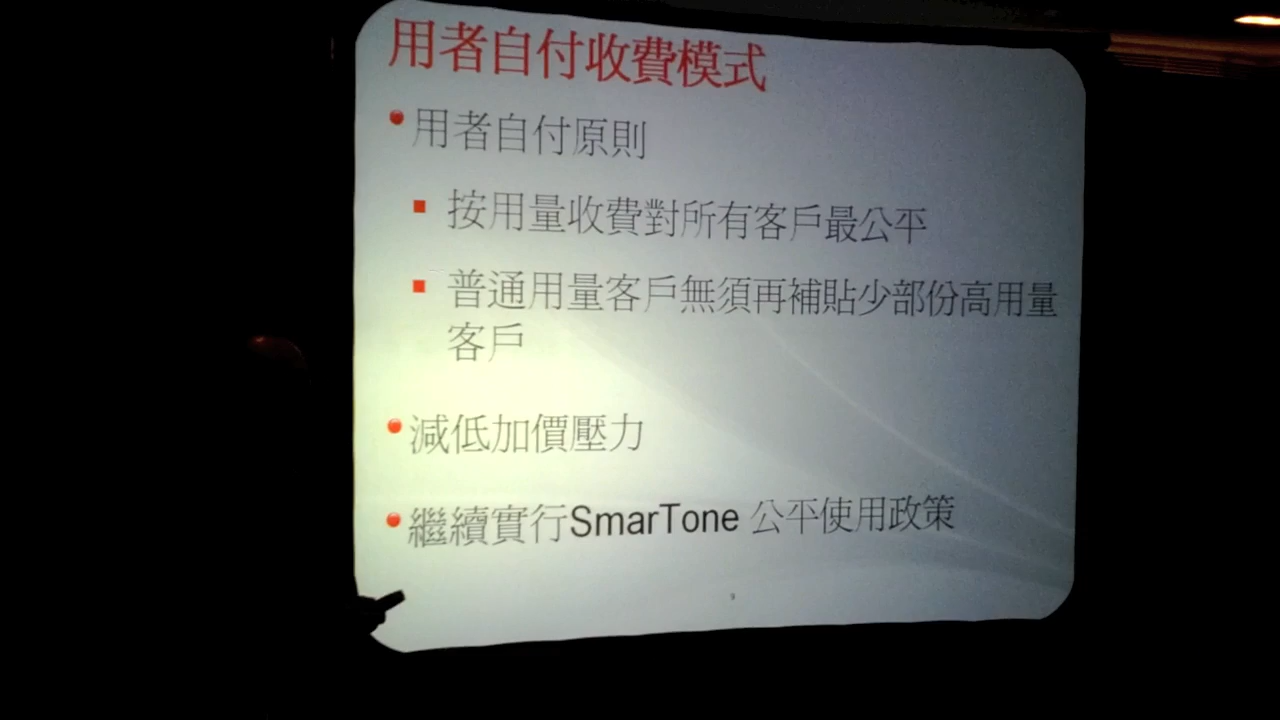 用者自付收費模式
用者自付原則
按用量收費對所有客戶最公平
普通用量客戶無須再補貼少部份高用量
客戶
減低加價壓力
繼續實行SmarTone 公平使用政策
9